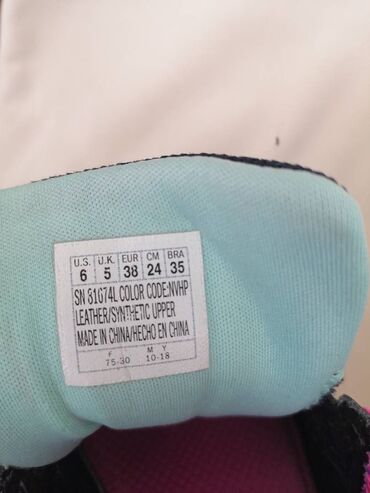 U.S. U.K. EUR CM BRA
6 5 38 24 35
SN 81674L COLOR CODE:NVHP
LEATHER/SYNTHETIC UPPER
MADE IN CHINA/HECHO EN CHINA
F M Y
75-30 10-18